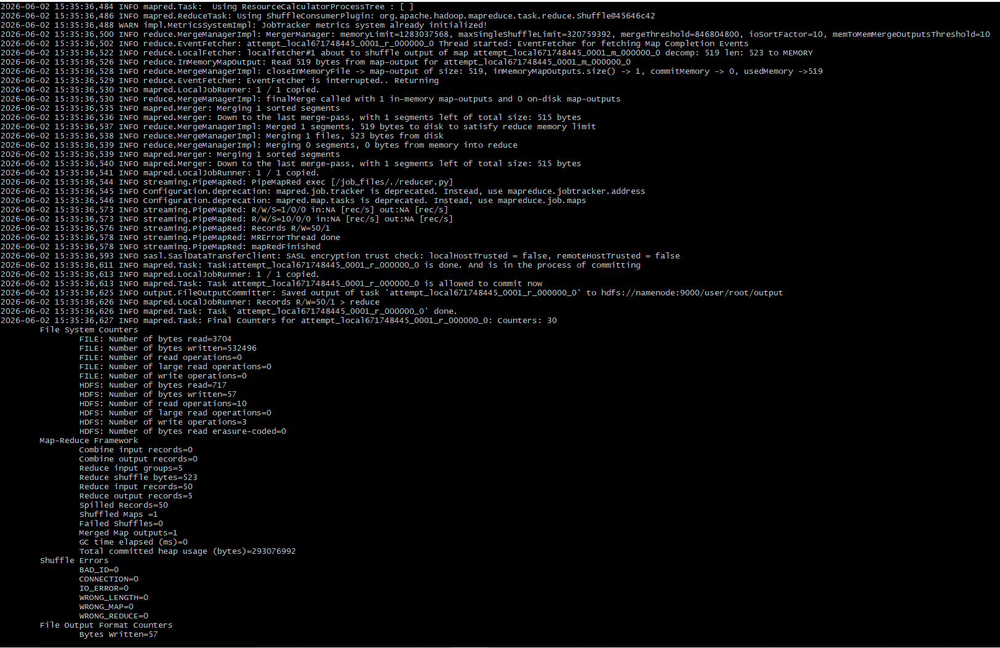 2026-06-02 15:35:36,484 INFO mapred.Task:  Using ResourceCalculatorProcessTree : [ ]
2026-06-02 15:35:36,486 INFO mapred.ReduceTask: Using ShuffleConsumerPlugin: org.apache.hadoop.mapreduce.task.reduce.Shuffle@45646c42
2026-06-02 15:35:36,488 WARN impl.MetricsSystemImpl: JobTracker metrics system already initialized!
2026-06-02 15:35:36,500 INFO reduce.MergeManagerImpl: MergerManager: memoryLimit=1283037568, maxSingleShuffleLimit=320759392, mergeThreshold=846804800, ioSortFactor=10, memToMemMergeOutputsThreshold=10
2026-06-02 15:35:36,502 INFO reduce.EventFetcher: attempt_local671748445_0001_r_000000_0 Thread started: EventFetcher for fetching Map Completion Events
2026-06-02 15:35:36,522 INFO reduce.LocalFetcher: localfetcher#1 about to shuffle output of map attempt_local671748445_0001_m_000000_0 decomp: 519 len: 523 to MEMORY
2026-06-02 15:35:36,526 INFO reduce.InMemoryMapOutput: Read 519 bytes from map-output for attempt_local671748445_0001_m_000000_0
2026-06-02 15:35:36,528 INFO reduce.MergeManagerImpl: closeInMemoryFile -> map-output of size: 519, inMemoryMapOutputs.size() -> 1, commitMemory -> 0, usedMemory ->519
2026-06-02 15:35:36,529 INFO reduce.EventFetcher: EventFetcher is interrupted.. Returning
2026-06-02 15:35:36,530 INFO mapred.LocalJobRunner: 1 / 1 copied.
2026-06-02 15:35:36,530 INFO reduce.MergeManagerImpl: finalMerge called with 1 in-memory map-outputs and 0 on-disk map-outputs
2026-06-02 15:35:36,535 INFO mapred.Merger: Merging 1 sorted segments
2026-06-02 15:35:36,536 INFO mapred.Merger: Down to the last merge-pass, with 1 segments left of total size: 515 bytes
2026-06-02 15:35:36,537 INFO reduce.MergeManagerImpl: Merged 1 segments, 519 bytes to disk to satisfy reduce memory limit
2026-06-02 15:35:36,538 INFO reduce.MergeManagerImpl: Merging 1 files, 523 bytes from disk
2026-06-02 15:35:36,539 INFO reduce.MergeManagerImpl: Merging 0 segments, 0 bytes from memory into reduce
2026-06-02 15:35:36,539 INFO mapred.Merger: Merging 1 sorted segments
2026-06-02 15:35:36,540 INFO mapred.Merger: Down to the last merge-pass, with 1 segments left of total size: 515 bytes
2026-06-02 15:35:36,541 INFO mapred.LocalJobRunner: 1 / 1 copied.
2026-06-02 15:35:36,544 INFO streaming.PipeMapRed: PipeMapRed exec [/job_files/./reducer.py]
2026-06-02 15:35:36,545 INFO Configuration.deprecation: mapred.job.tracker is deprecated. Instead, use mapreduce.jobtracker.address
2026-06-02 15:35:36,546 INFO Configuration.deprecation: mapred.map.tasks is deprecated. Instead, use mapreduce.job.maps
2026-06-02 15:35:36,573 INFO streaming.PipeMapRed: R/W/S=1/0/0 in:NA [rec/s] out:NA [rec/s]
2026-06-02 15:35:36,573 INFO streaming.PipeMapRed: R/W/S=10/0/0 in:NA [rec/s] out:NA [rec/s]
2026-06-02 15:35:36,576 INFO streaming.PipeMapRed: Records R/W=50/1
2026-06-02 15:35:36,578 INFO streaming.PipeMapRed: MRErrorThread done
2026-06-02 15:35:36,578 INFO streaming.PipeMapRed: mapRedFinished
2026-06-02 15:35:36,593 INFO sasl.SaslDataTransferClient: SASL encryption trust check: localHostTrusted = false, remoteHostTrusted = false
2026-06-02 15:35:36,611 INFO mapred.Task: Task:attempt_local671748445_0001_r_000000_0 is done. And is in the process of committing
2026-06-02 15:35:36,613 INFO mapred.LocalJobRunner: 1 / 1 copied.
2026-06-02 15:35:36,613 INFO mapred.Task: Task attempt_local671748445_0001_r_000000_0 is allowed to commit now
2026-06-02 15:35:36,625 INFO output.FileOutputCommitter: Saved output of task 'attempt_local671748445_0001_r_000000_0' to hdfs://namenode:9000/user/root/output
2026-06-02 15:35:36,626 INFO mapred.LocalJobRunner: Records R/W=50/1 > reduce
2026-06-02 15:35:36,626 INFO mapred.Task: Task 'attempt_local671748445_0001_r_000000_0' done.
2026-06-02 15:35:36,627 INFO mapred.Task: Final Counters for attempt_local671748445_0001_r_000000_0: Counters: 30
File System Counters
FILE: Number of bytes read=3704
FILE: Number of bytes written=532496
FILE: Number of read operations=0
FILE: Number of large read operations=0
FILE: Number of write operations=0
HDFS: Number of bytes read=717
HDFS: Number of bytes written=57
HDFS: Number of read operations=10
HDFS: Number of large read operations=0
HDFS: Number of write operations=3
HDFS: Number of bytes read erasure-coded=0
Map-Reduce Framework
Combine input records=0
Combine output records=0
Reduce input groups=5
Reduce shuffle bytes=523
Reduce input records=50
Reduce output records=5
Spilled Records=50
Shuffled Maps =1
Failed Shuffles=0
Merged Map outputs=1
GC time elapsed (ms)=0
Total committed heap usage (bytes)=293076992
Shuffle Errors
BAD_ID=0
CONNECTION=0
IO_ERROR=0
WRONG_LENGTH=0
WRONG_MAP=0
WRONG_REDUCE=0
File Output Format Counters
Bytes Written=57